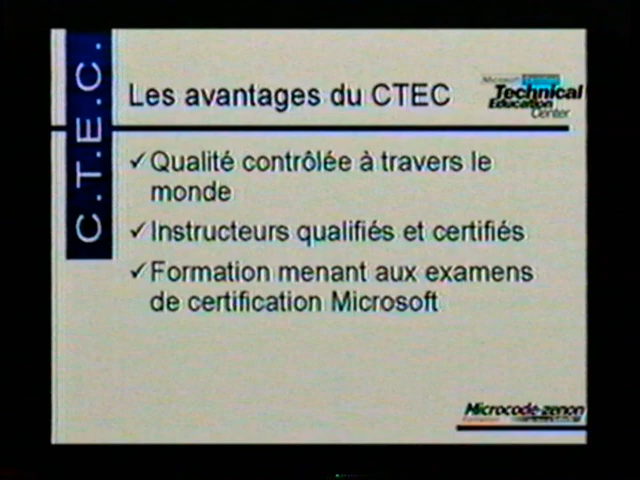 C.T.E.C.
Les avantages du CTEC
Microsoft
Technical
Education
Center
✓Qualité contrôlée à travers le
monde
✓Instructeurs qualifiés et certifiés
✓Formation menant aux examens
de certification Microsoft
Microcode-zenon